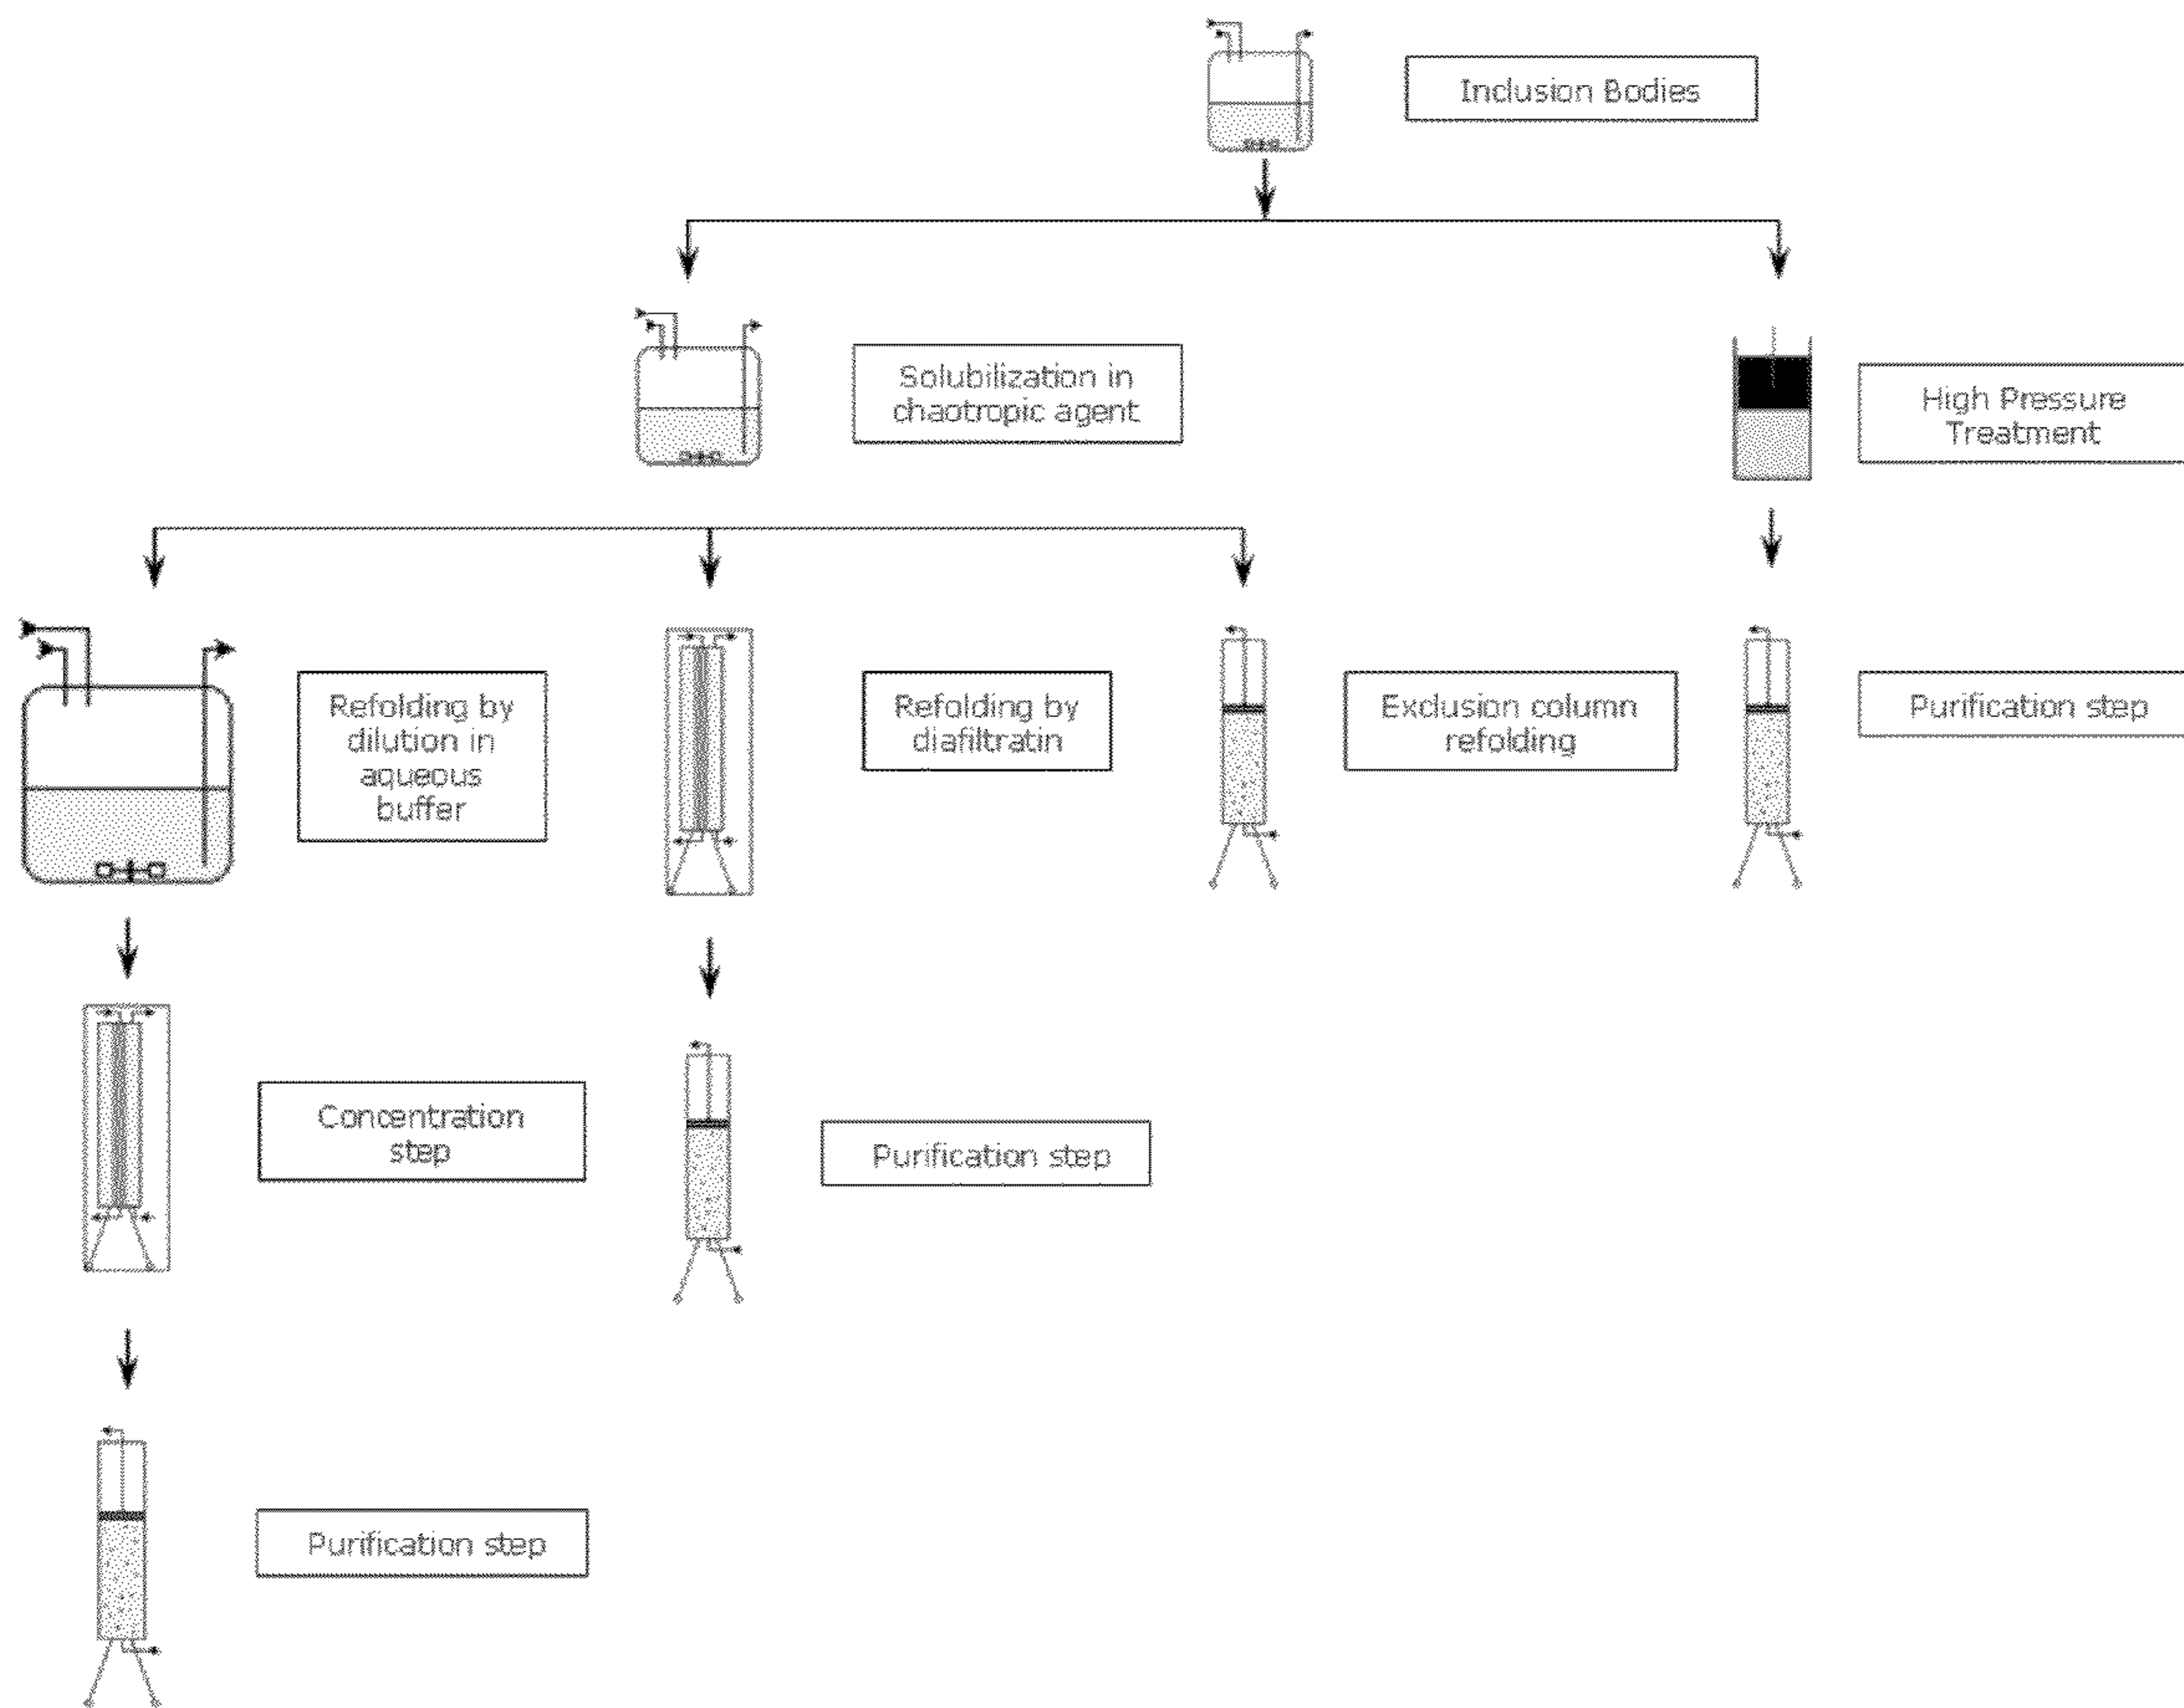 Inclusion Bodies
Solubilization in
chaotropic agent
High Pressure
Treatment
Refolding by
dilution in
aqueous
buffer
Refolding by
diafiltratin
Exclusion column
refolding
Purification step
Concentration
step
Purification step
Purification step